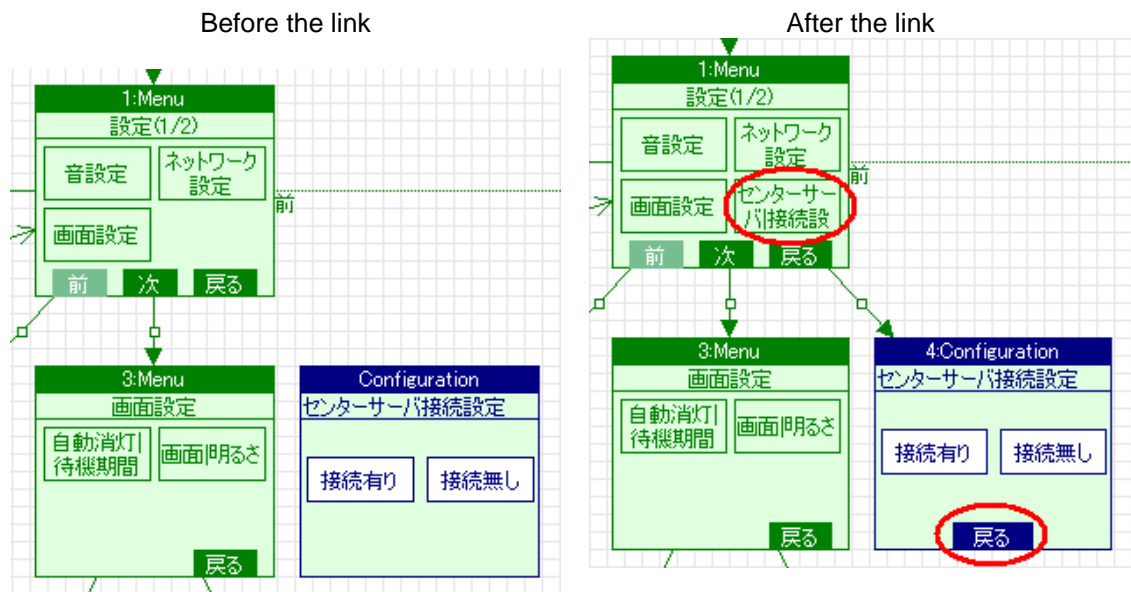 Before the link
1:Menu
設定(1/2)
音設定
ネットワーク
設定
画面設定
前
前
次
戻る
3:Menu
画面設定
自動消灯|
待機期間
画面|明るさ
戻る
Configuration
センターサーバ接続設定
接続有り
接続無し
After the link
1:Menu
設定(1/2)
音設定
ネットワーク
設定
前
画面設定
センターサー
バ|接続設
前
次
戻る
3:Menu
画面設定
自動消灯|
待機期間
画面|明るさ
戻る
4:Configuration
センターサーバ接続設定
接続有り
接続無し
戻る